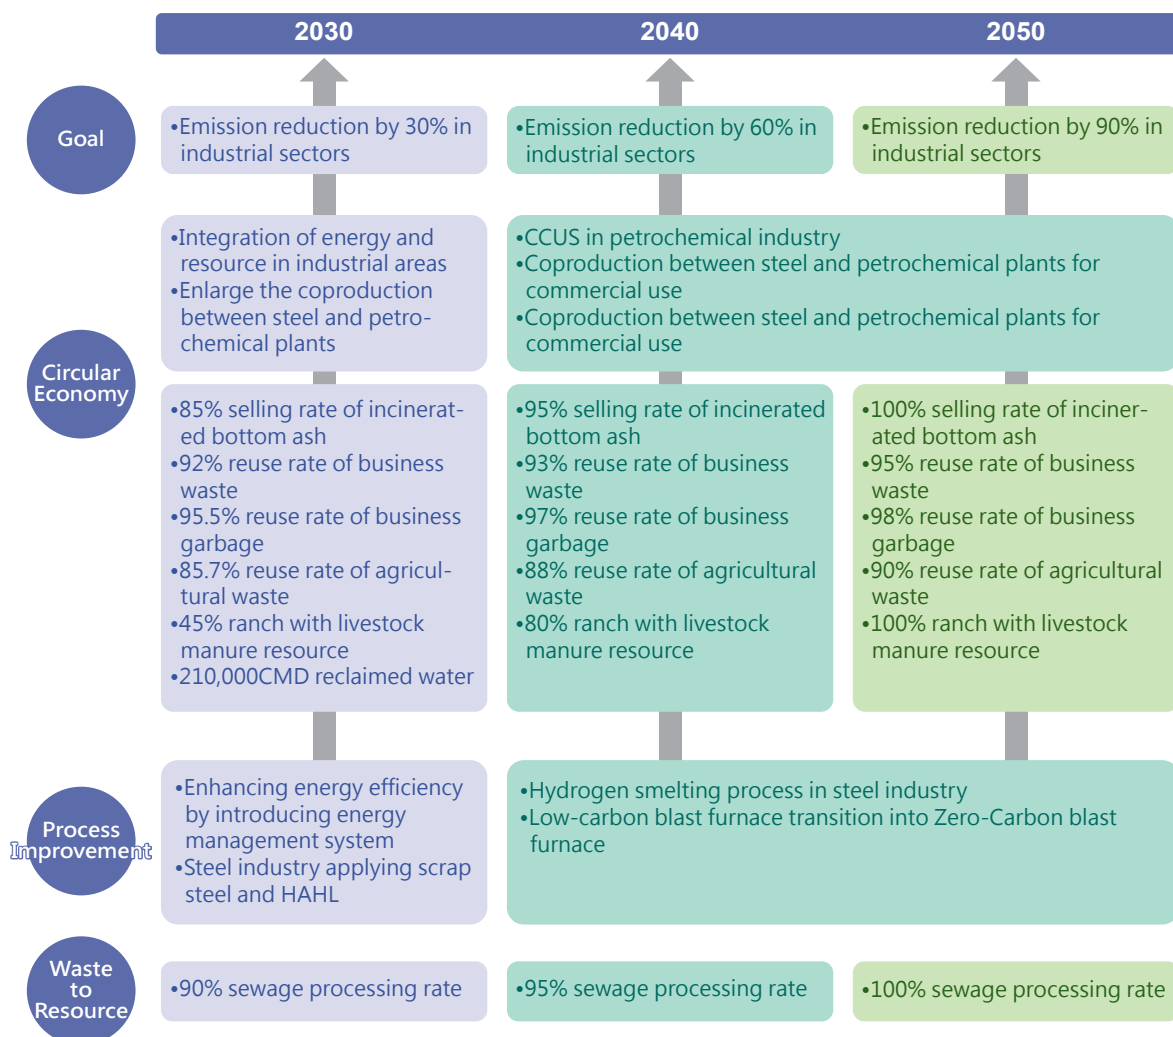 2030
2040
2050
Goal
•Emission reduction by 30% in
industrial sectors
•Emission reduction by 60% in
industrial sectors
•Emission reduction by 90% in
industrial sectors
Circular
Economy
•Integration of energy and
resource in industrial areas
•Enlarge the coproduction
between steel and petro-
chemical plants
•CCUS in petrochemical industry
•Coproduction between steel and petrochemical plants for
commercial use
•Coproduction between steel and petrochemical plants for
commercial use
•85% selling rate of incinerat-
ed bottom ash
•92% reuse rate of business
waste
•95.5% reuse rate of business
garbage
•85.7% reuse rate of agricul-
tural waste
•45% ranch with livestock
manure resource
•210,000CMD reclaimed water
•95% selling rate of incinerated
bottom ash
•93% reuse rate of business
waste
•97% reuse rate of business
garbage
•88% reuse rate of agricultural
waste
•80% ranch with livestock
manure resource
•100% selling rate of inciner-
ated bottom ash
•95% reuse rate of business
waste
•98% reuse rate of business
garbage
•90% reuse rate of agricultural
waste
•100% ranch with livestock
manure resource
Process
Improvement
•Enhancing energy efficiency
by introducing energy
management system
•Steel industry applying scrap
steel and HAHL
•Hydrogen smelting process in steel industry
•Low-carbon blast furnace transition into Zero-Carbon blast
furnace
Waste
to
Resource
•90% sewage processing rate
•95% sewage processing rate
•100% sewage processing rate